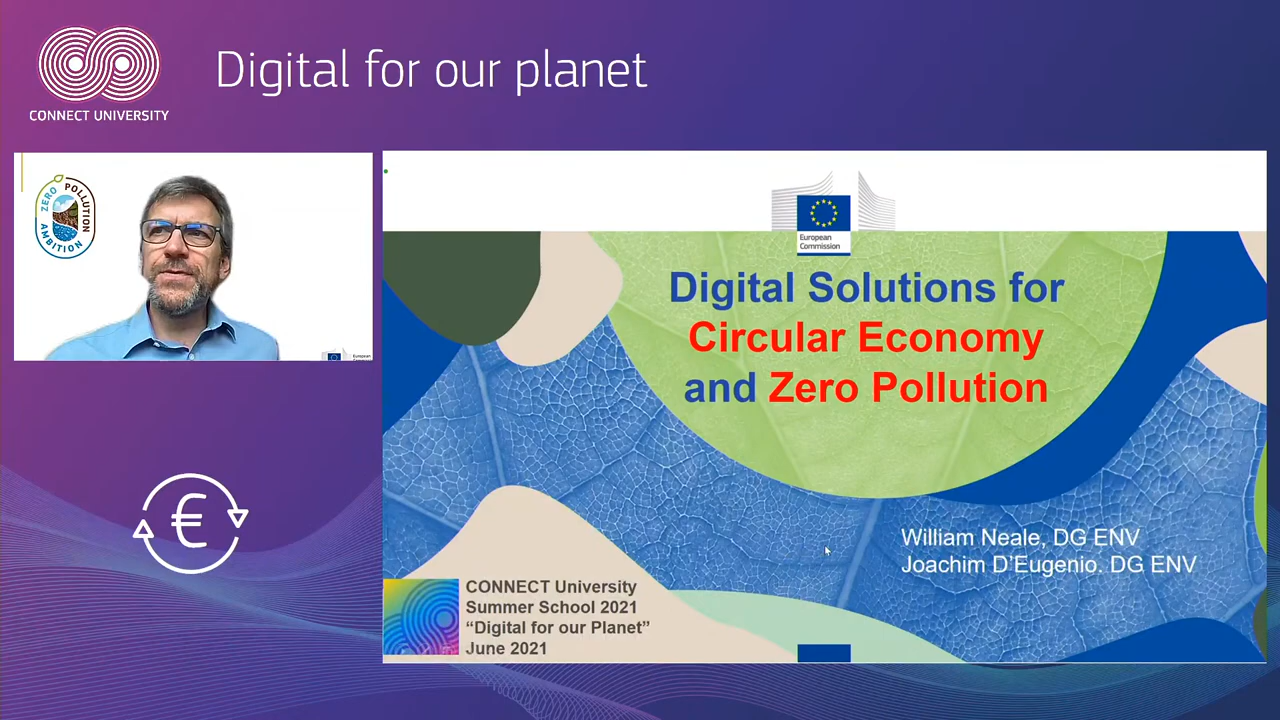 CONNECT UNIVERSITY
Digital for our planet
ZERO POLLUTION AMBITION
European
European
Commission
Digital Solutions for
Circular Economy
and Zero Pollution
William Neale, DG ENV
Joachim D'Eugenio. DG ENV
€
CONNECT University
Summer School 2021
“Digital for our Planet”
June 2021